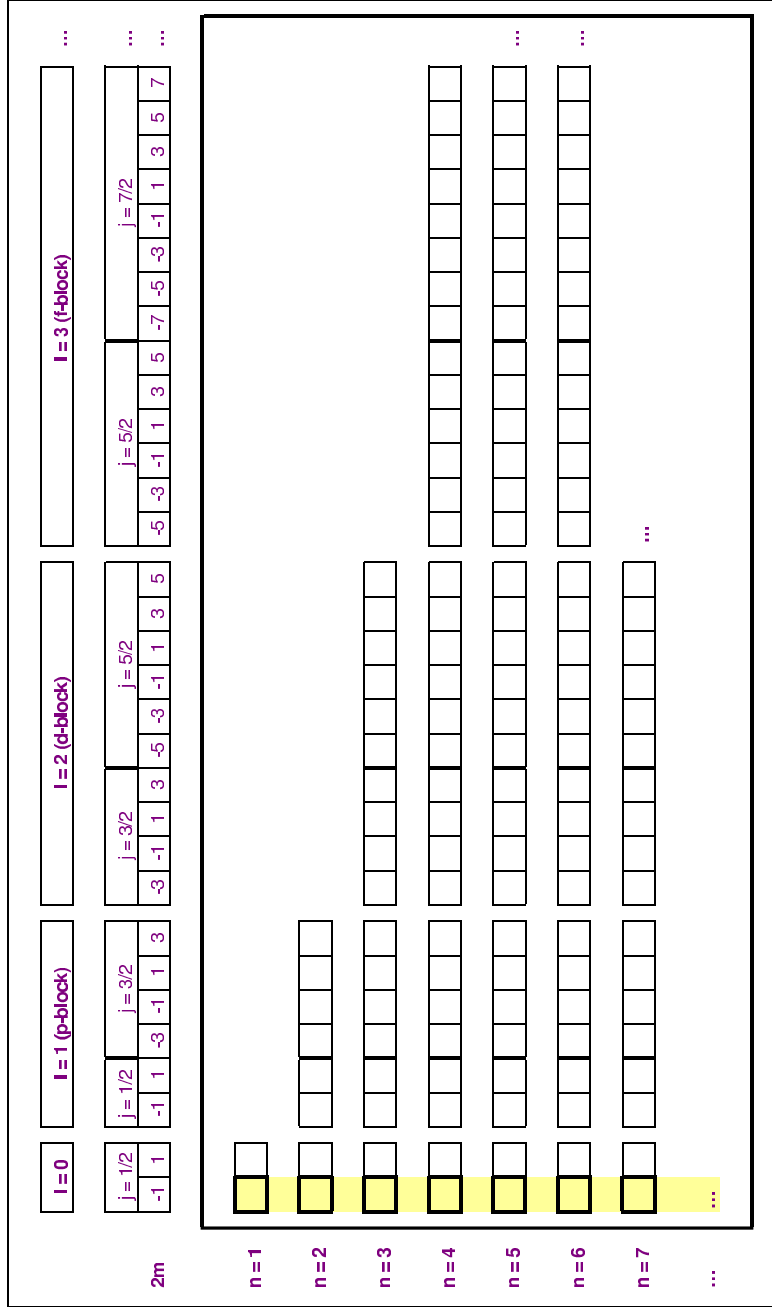 l = 0 l = 1 (p-block) l = 2 (d-block) l = 3 (f-block) ...
j = 1/2 j = 1/2 j = 3/2 j = 3/2 j = 5/2 j = 5/2 j = 7/2 ...
2m -1 1 -1 1 -3 -1 1 3 -3 -1 1 3 -5 -3 -1 1 3 5 -5 -3 -1 1 3 5 -7 -5 -3 -1 1 3 5 7 ...
n = 1
n = 2
n = 3
n = 4
n = 5 ...
n = 6 ...
n = 7 ...
... ...